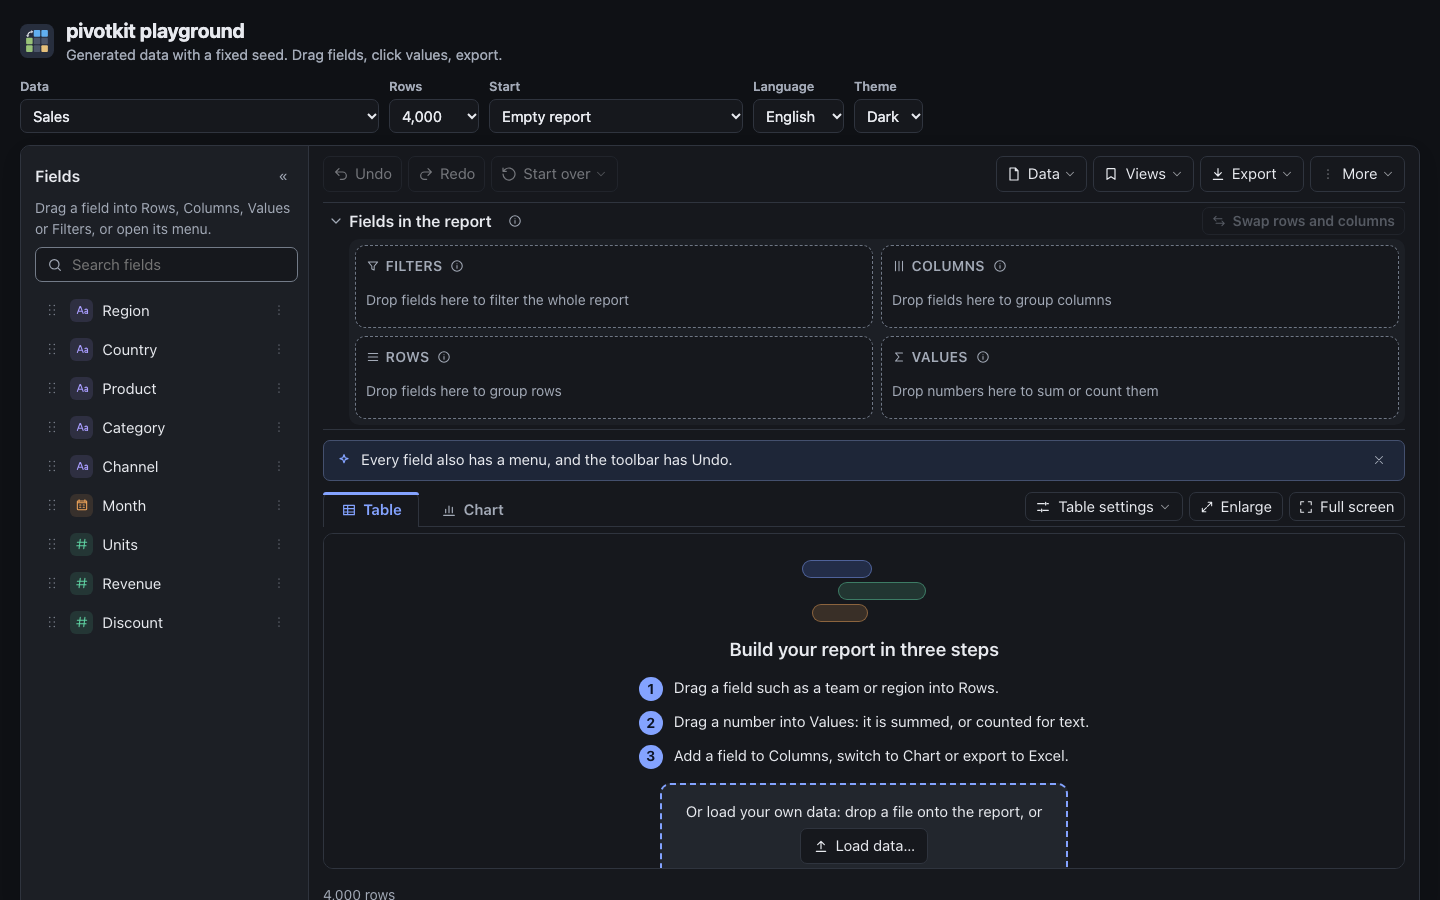 pivotkit playground
Generated data with a fixed seed. Drag fields, click values, export.
Data
Rows
Start
Language
Theme
Sales
4,000
Empty report
English
Dark
Fields
«
Drag a field into Rows, Columns, Values
or Filters, or open its menu.
Search fields
Aa Region
Aa Country
Aa Product
Aa Category
Aa Channel
Month
# Units
# Revenue
# Discount
Undo
Redo
Start over
Data
Views
Export
More
Fields in the report
Swap rows and columns
FILTERS
Drop fields here to filter the whole report
COLUMNS
Drop fields here to group columns
ROWS
Drop fields here to group rows
Σ VALUES
Drop numbers here to sum or count them
Every field also has a menu, and the toolbar has Undo.
Table
Chart
Table settings
Enlarge
Full screen
Build your report in three steps
1 Drag a field such as a team or region into Rows.
2 Drag a number into Values: it is summed, or counted for text.
3 Add a field to Columns, switch to Chart or export to Excel.
Or load your own data: drop a file onto the report, or
Load data...
4,000 rows